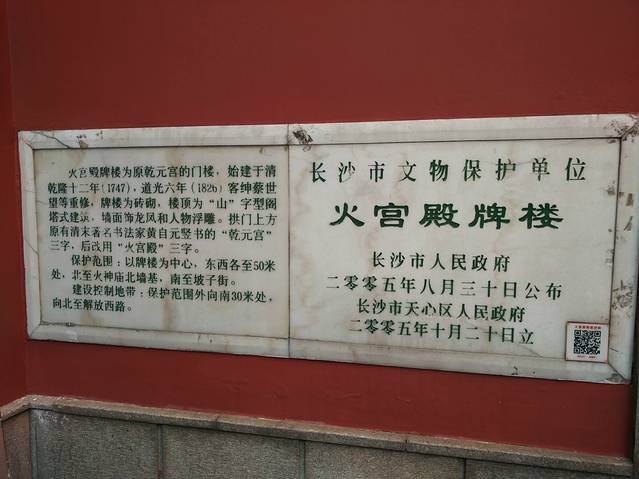 火宫殿牌楼为原乾元宫的门楼，始建于清
乾隆十二年(1747)，道光六年(1826)客绅蔡世
望等重修，牌楼为砖砌，楼顶为“山”字型阁
塔式建筑，墙面饰龙凤和人物浮雕。拱门上方
原有清末著名书法家黄自元竖书的“乾元宫”
三字，后改用“火宫殿”三字。
保护范围：以牌楼为中心，东西各至50米
处，北至火神庙北墙基，南至坡子街。
建设控制地带：保护范围外向南30米处，
向北至解放西路。
长沙市文物保护单位
火宫殿牌楼
长沙市人民政府
二零零五年八月三十日公布
长沙市天心区人民政府
二零零五年十月二十日立